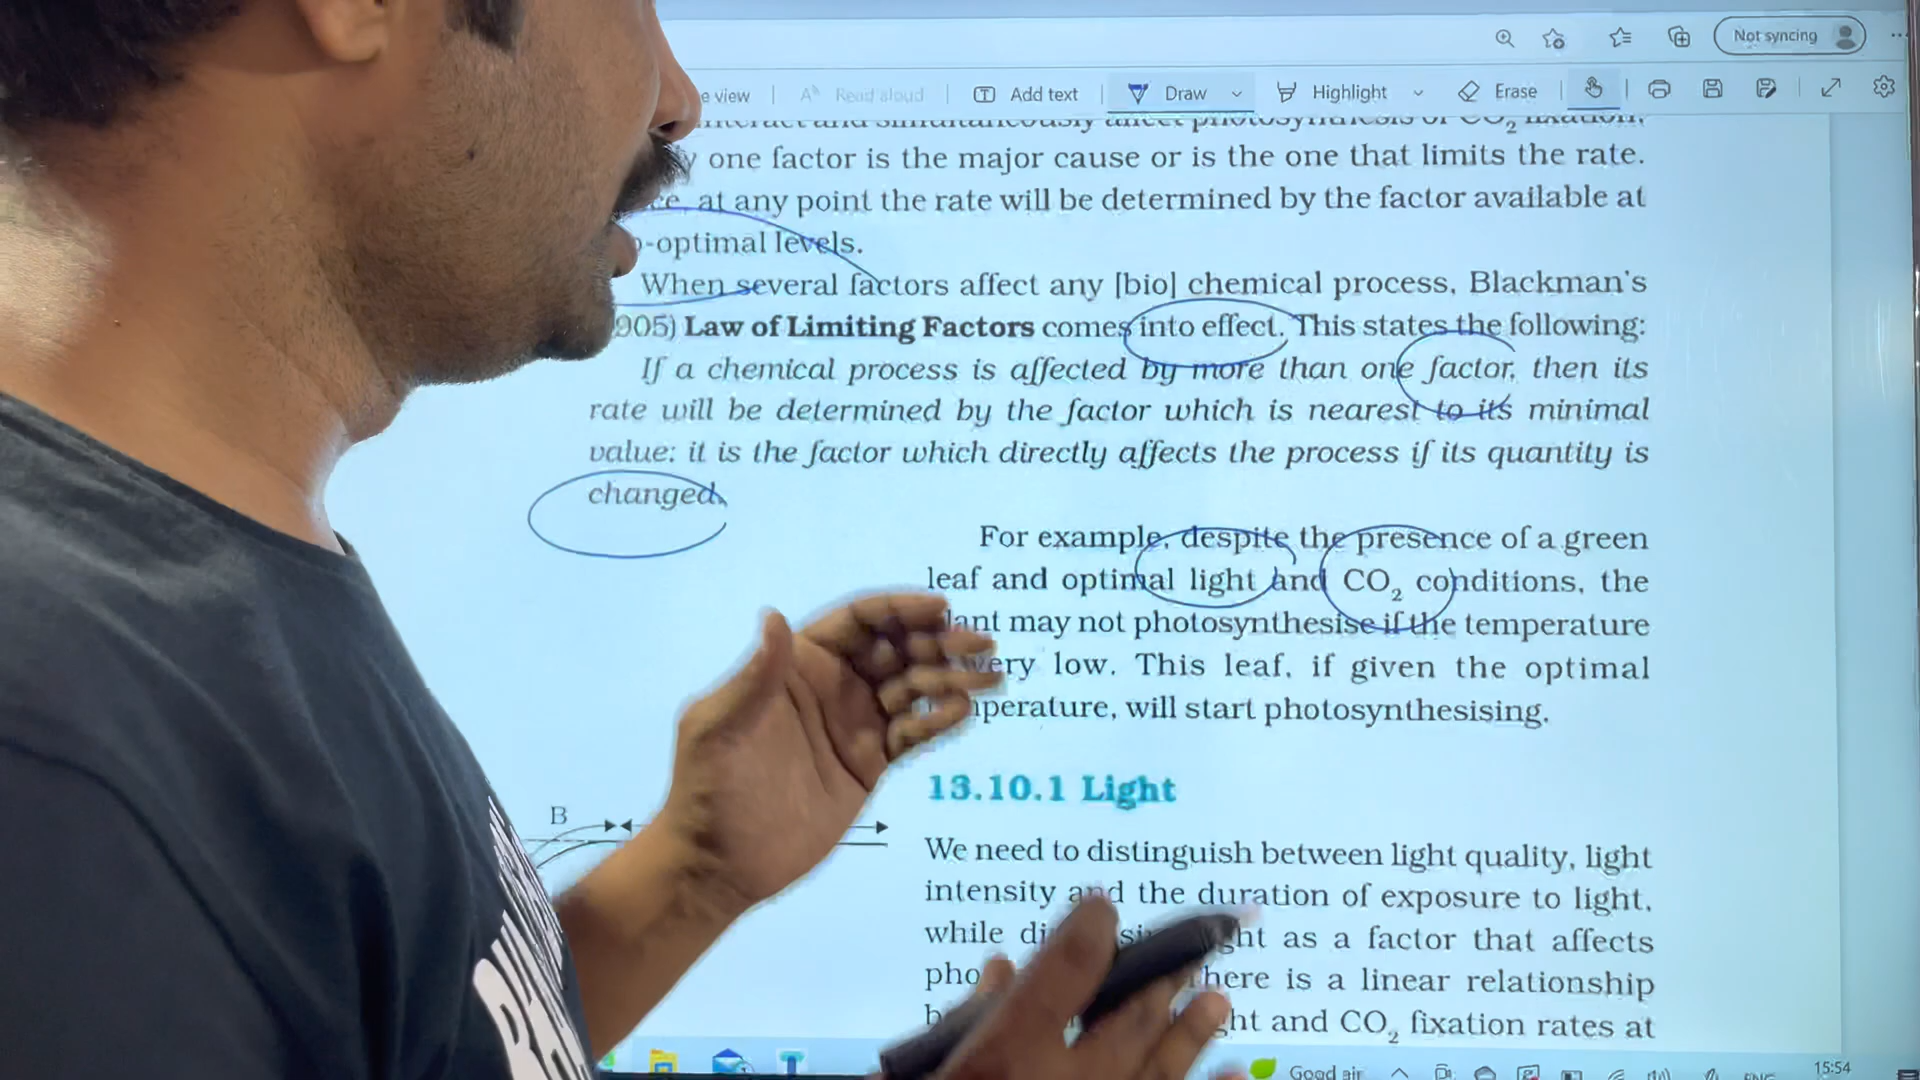 Not syncing
e view
Read aloud
Add text
Draw
Highlight
Erase
interact and simultaneously affect photosynthesis or CO2 fixation,
y one factor is the major cause or is the one that limits the rate.
ce, at any point the rate will be determined by the factor available at
-optimal levels.
When several factors affect any [bio] chemical process, Blackman's
905) Law of Limiting Factors comes into effect. This states the following:
If a chemical process is affected by more than one factor, then its
rate will be determined by the factor which is nearest to its minimal
value: it is the factor which directly affects the process if its quantity is
changed.
For example, despite the presence of a green
leaf and optimal light and CO2 conditions, the
lant may not photosynthesise if the temperature
very low. This leaf, if given the optimal
perature, will start photosynthesising.
B
13.10.1 Light
We need to distinguish between light quality, light
intensity and the duration of exposure to light,
while ght as a factor that affects
pho here is a linear relationship
ght and CO2 fixation rates at
Good air
ENG
15:54